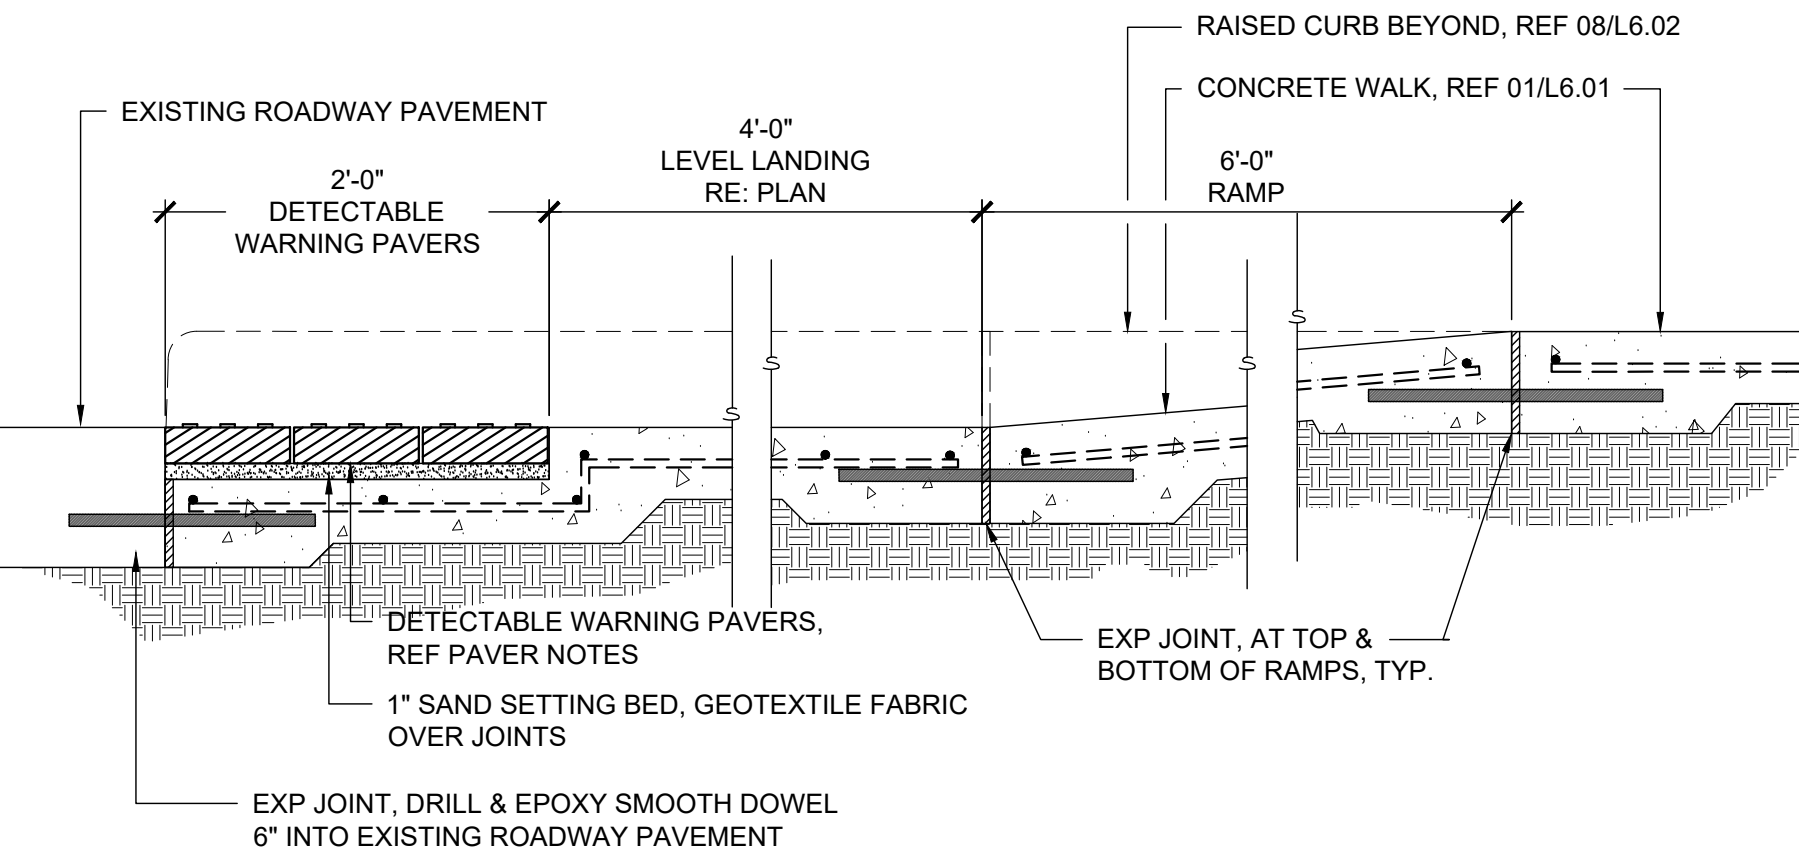 RAISED CURB BEYOND, REF 08/L6.02
CONCRETE WALK, REF 01/L6.01
EXISTING ROADWAY PAVEMENT
2'-0"
DETECTABLE
WARNING PAVERS
4'-0"
LEVEL LANDING
RE: PLAN
6'-0"
RAMP
S
S
S
S
DETECTABLE WARNING PAVERS,
REF PAVER NOTES
1" SAND SETTING BED, GEOTEXTILE FABRIC
OVER JOINTS
EXP JOINT, DRILL & EPOXY SMOOTH DOWEL
6" INTO EXISTING ROADWAY PAVEMENT
EXP JOINT, AT TOP &
BOTTOM OF RAMPS, TYP.